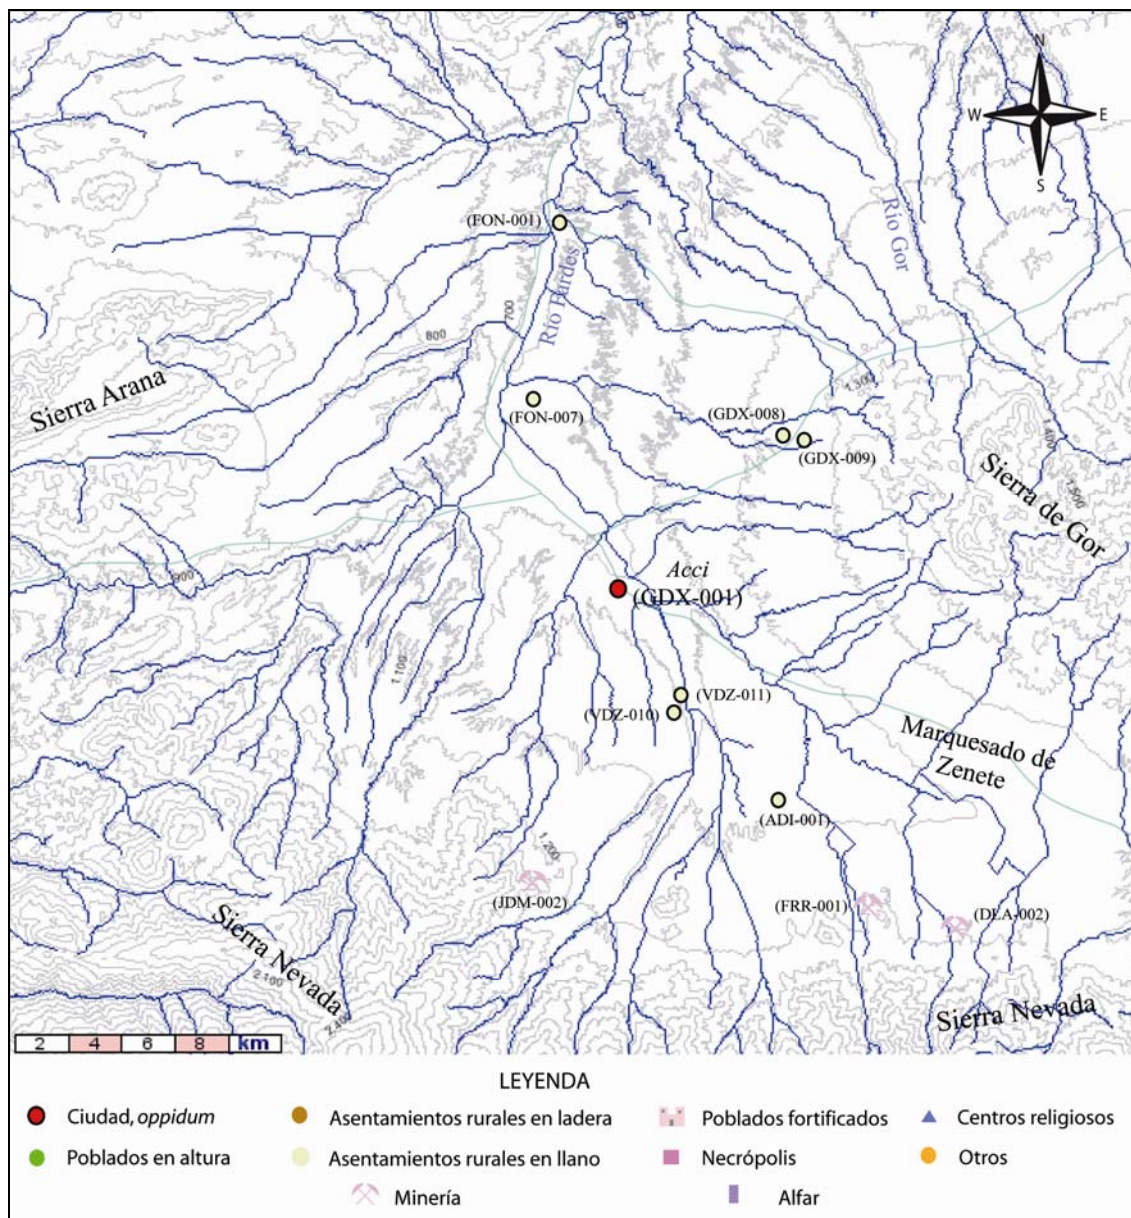 600
N
W
E
S
(FON-001)
Río Gor
Río Fardes
700
800
Sierra Arana
1.300
(FON-007)
(GDX-008)
(GDX-009)
1.400
1.500
Sierra de Gor
900
Acci
(GDX-001)
1.100
(VDZ-011)
(VDZ-010)
Marquesado de
Zenete
(ADI-001)
1.200
(JDM-002)
(FRR-001)
(DLA-002)
Sierra Nevada
2.100
2.400
Sierra Nevada
2 4 6 8 km
LEYENDA
Ciudad, oppidum
Asentamientos rurales en ladera
Poblados fortificados
Centros religiosos
Poblados en altura
Asentamientos rurales en llano
Necrópolis
Otros
Minería
Alfar